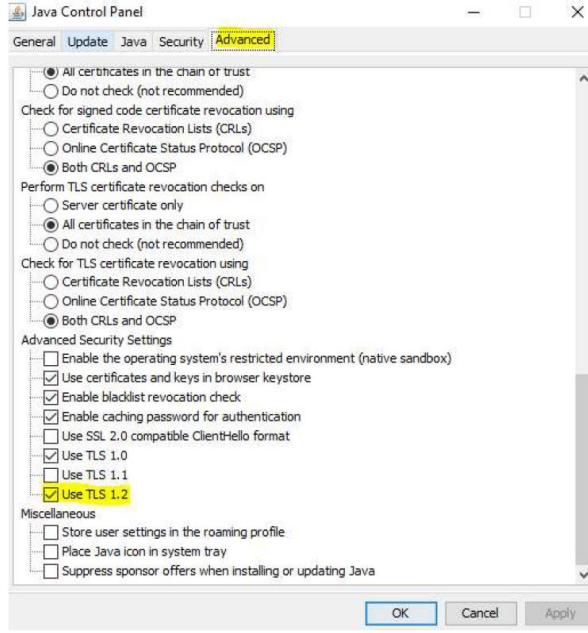 Java Control Panel
General Update Java Security Advanced
All certificates in the chain of trust
Do not check (not recommended)
Check for signed code certificate revocation using
Certificate Revocation Lists (CRLs)
Online Certificate Status Protocol (OCSP)
Both CRLs and OCSP
Perform TLS certificate revocation checks on
Server certificate only
All certificates in the chain of trust
Do not check (not recommended)
Check for TLS certificate revocation using
Certificate Revocation Lists (CRLs)
Online Certificate Status Protocol (OCSP)
Both CRLs and OCSP
Advanced Security Settings
Enable the operating system's restricted environment (native sandbox)
Use certificates and keys in browser keystore
Enable blacklist revocation check
Enable caching password for authentication
Use SSL 2.0 compatible ClientHello format
Use TLS 1.0
Use TLS 1.1
Use TLS 1.2
Miscellaneous
Store user settings in the roaming profile
Place Java icon in system tray
Suppress sponsor offers when installing or updating Java
OK Cancel Apply